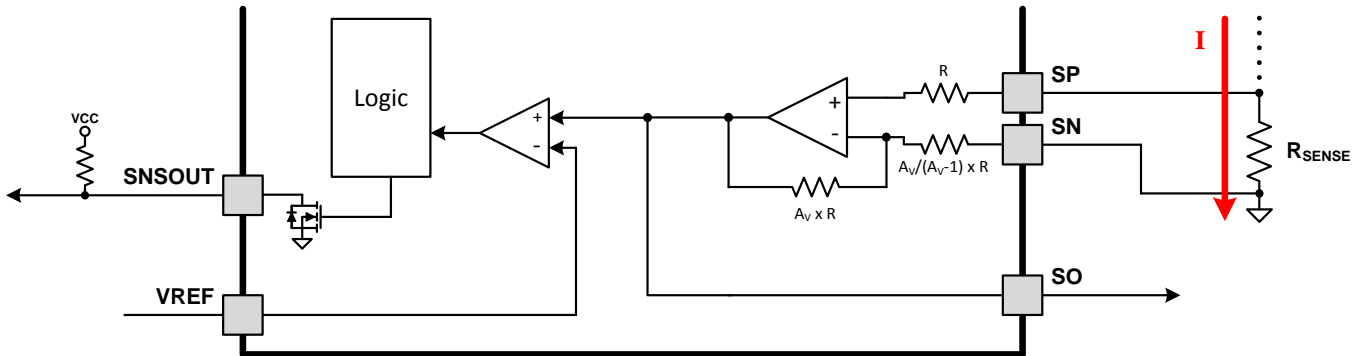 I
R
SP
Logic
+
-
VCC
+
-
SN
A_V/(A_V-1) x R
R_SENSE
SNSOUT
A_V x R
VREF
SO